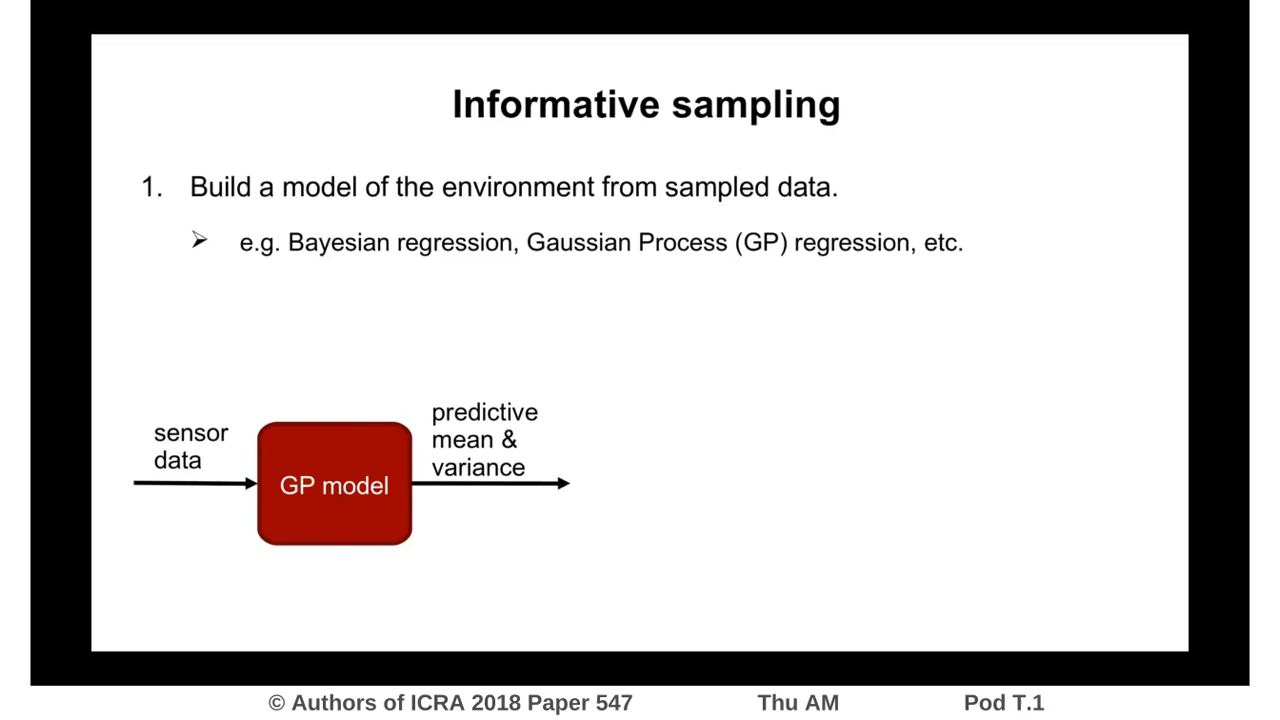 Informative sampling
1. Build a model of the environment from sampled data.
➢ e.g. Bayesian regression, Gaussian Process (GP) regression, etc.
sensor
data
GP model
predictive
mean &
variance
© Authors of ICRA 2018 Paper 547 Thu AM Pod T.1